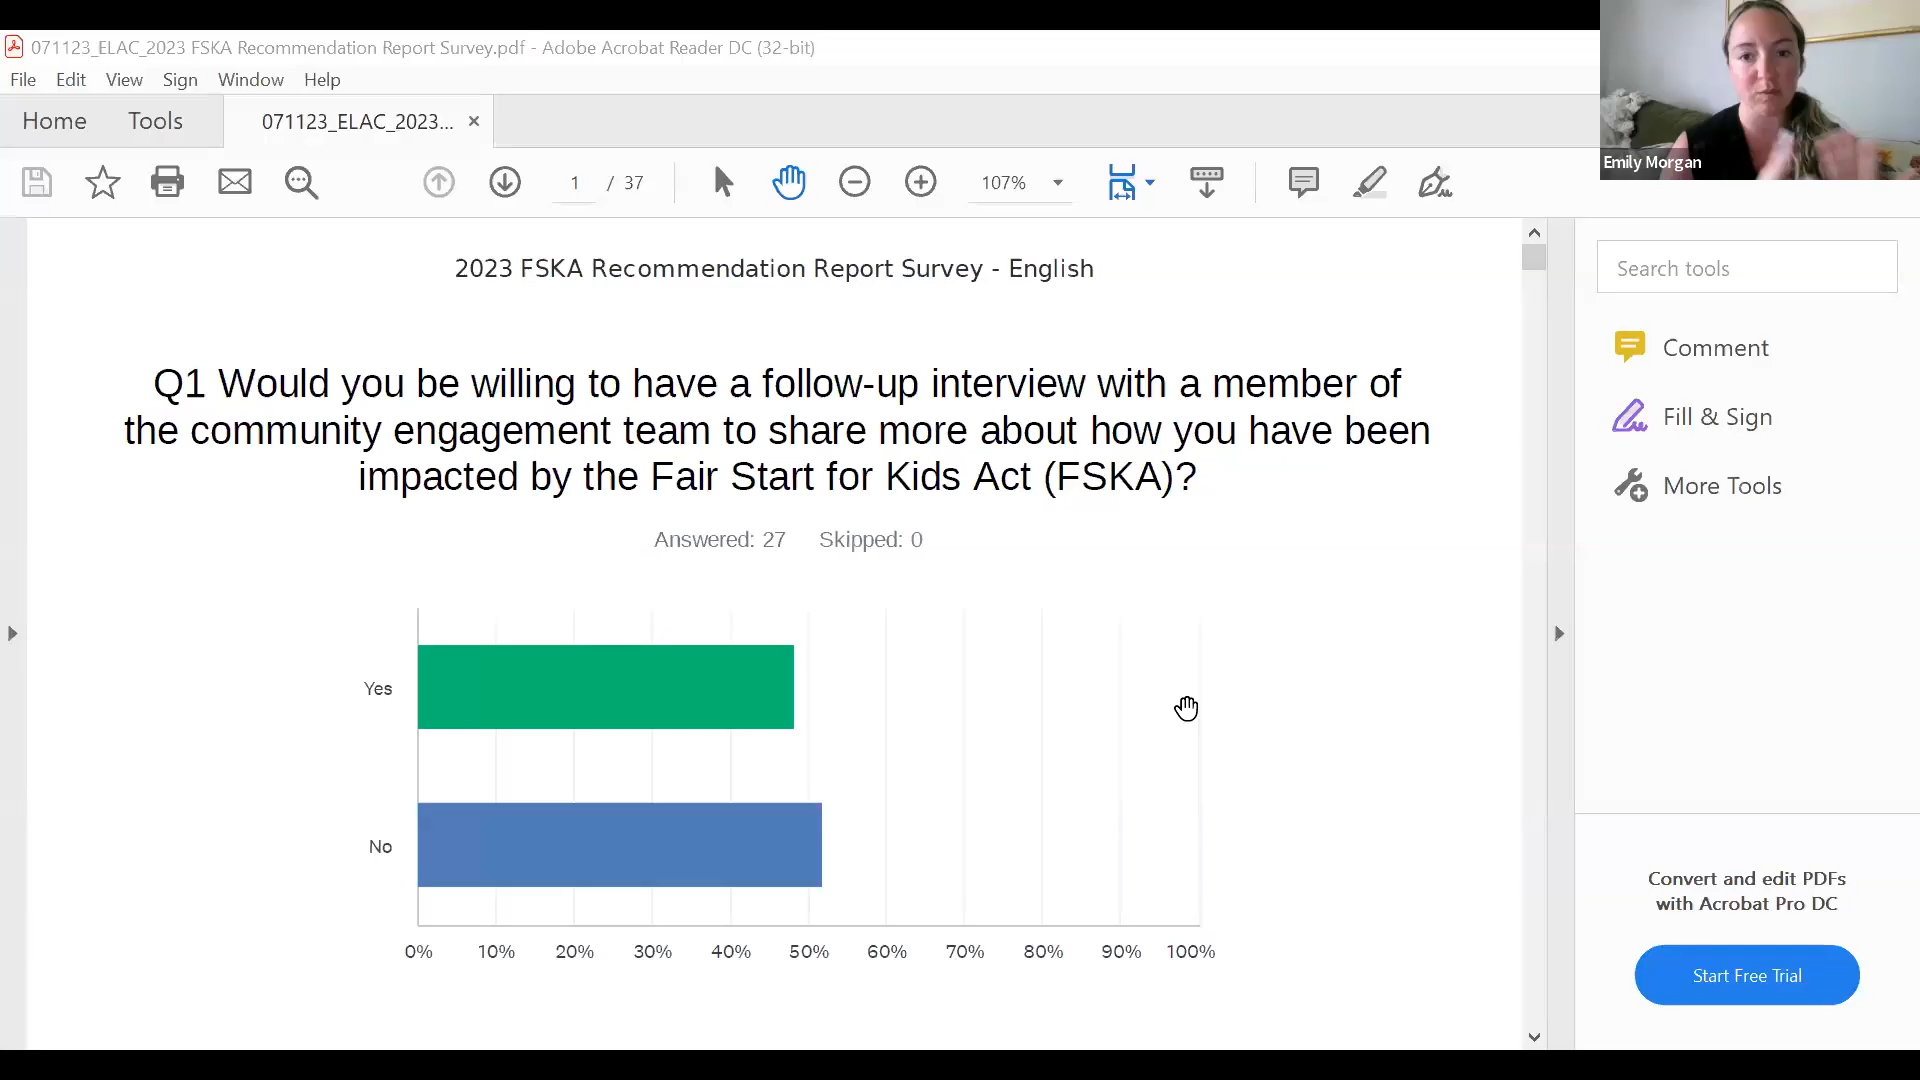 071123_ELAC_2023 FSKA Recommendation Report Survey.pdf - Adobe Acrobat Reader DC (32-bit)
File Edit View Sign Window Help
Home Tools 071123_ELAC_2023... ×
1 / 37 107%
Emily Morgan
2023 FSKA Recommendation Report Survey - English
Q1 Would you be willing to have a follow-up interview with a member of
the community engagement team to share more about how you have been
impacted by the Fair Start for Kids Act (FSKA)?
Answered: 27 Skipped: 0
Yes
No
0% 10% 20% 30% 40% 50% 60% 70% 80% 90% 100%
Search tools
Comment
Fill & Sign
More Tools
Convert and edit PDFs
with Acrobat Pro DC
Start Free Trial